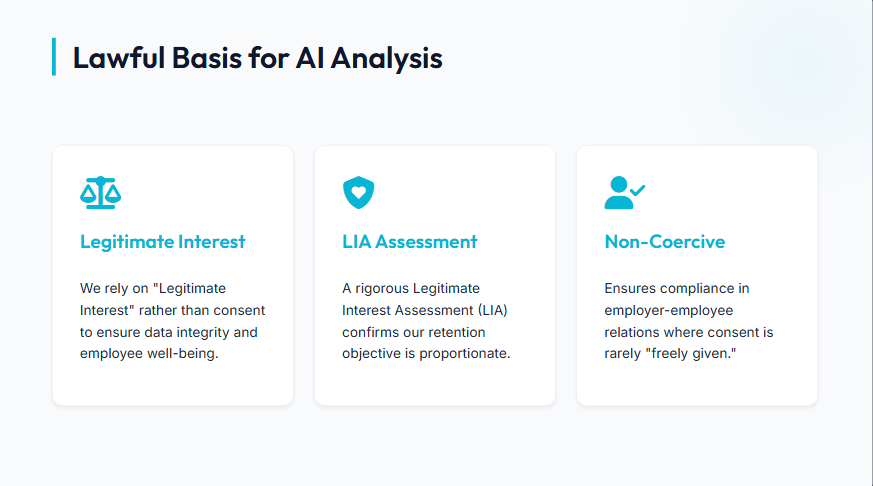 Lawful Basis for AI Analysis
Legitimate Interest
We rely on "Legitimate
Interest" rather than consent
to ensure data integrity and
employee well-being.
LIA Assessment
A rigorous Legitimate
Interest Assessment (LIA)
confirms our retention
objective is proportionate.
Non-Coercive
Ensures compliance in
employer-employee
relations where consent is
rarely "freely given."